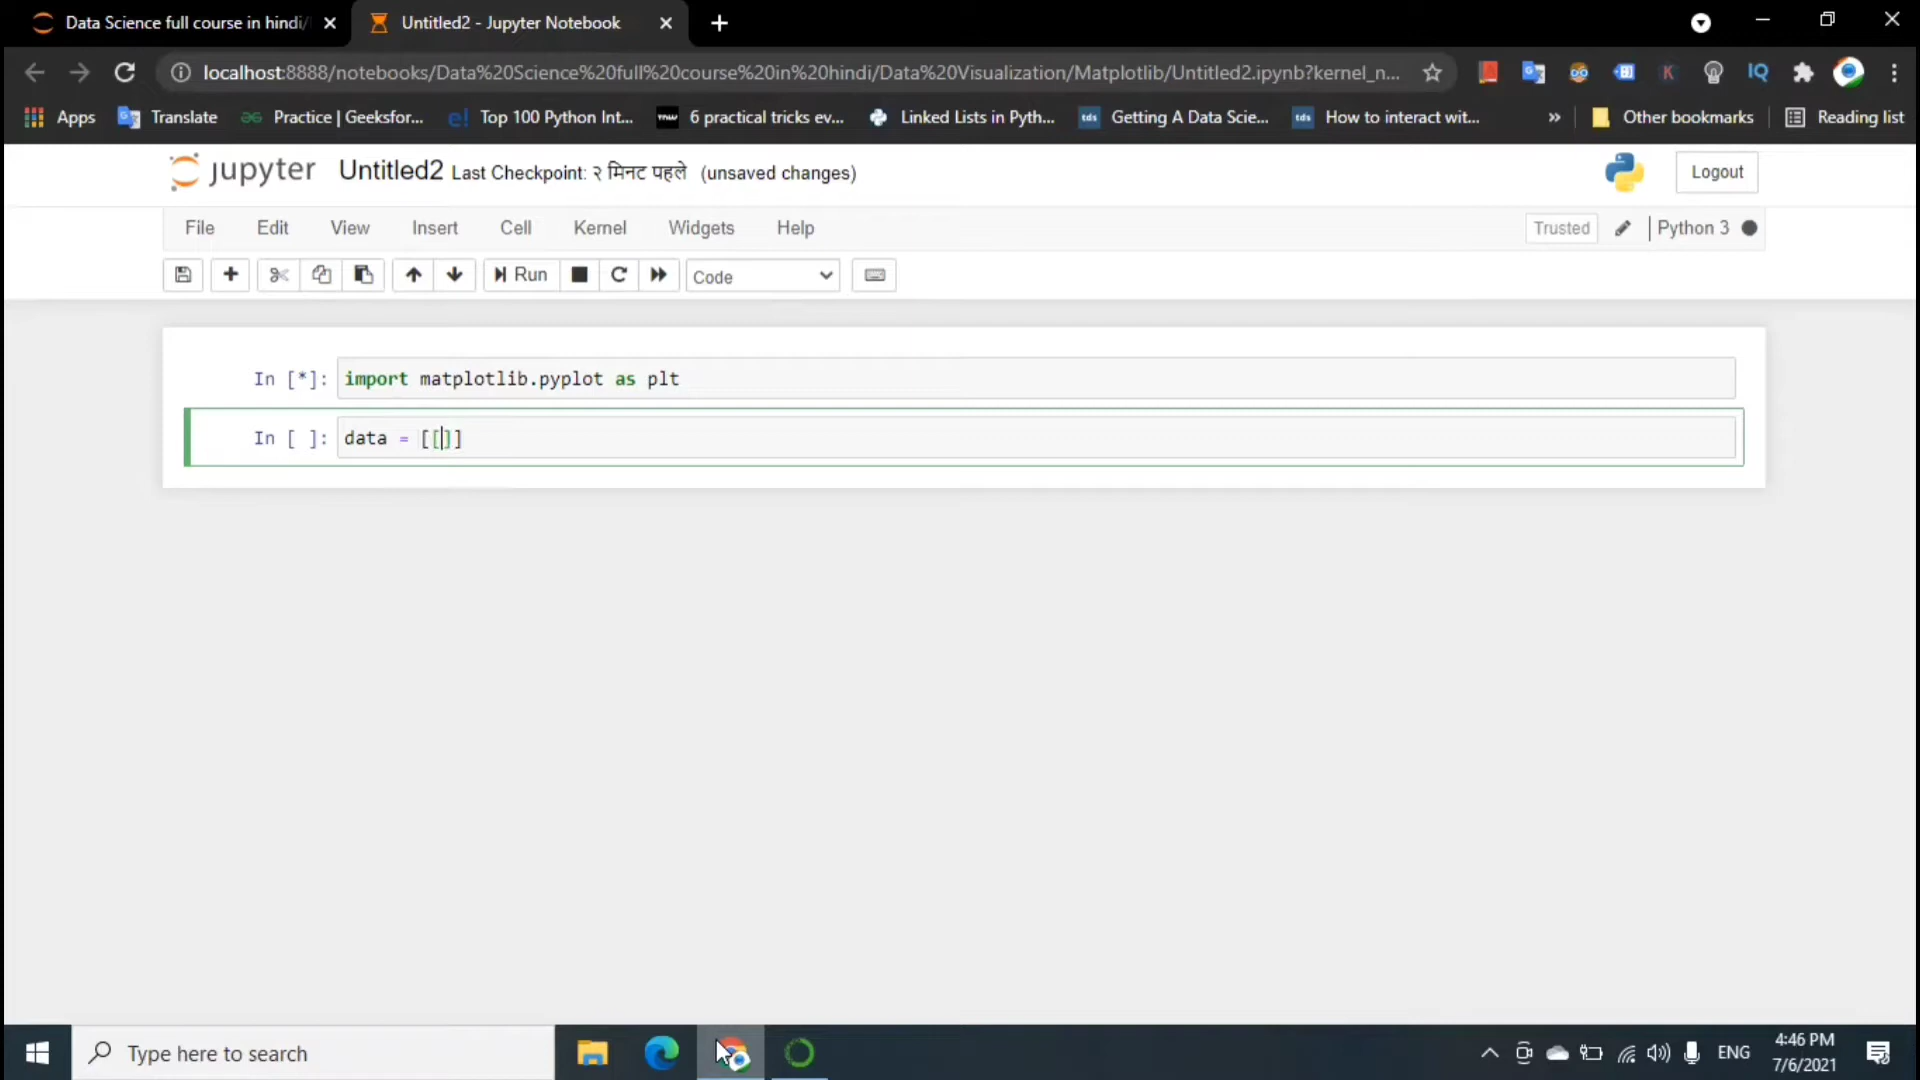 Data Science full course in hindi/
Untitled2 - Jupyter Notebook
localhost:8888/notebooks/Data%20Science%20full%20course%20in%20hindi/Data%20Visualization/Matplotlib/Untitled2.ipynb?kernel_n...
Apps Translate Practice | Geeksfor... Top 100 Python Int... 6 practical tricks ev... Linked Lists in Pyth... tds Getting A Data Scie... tds How to interact wit... » Other bookmarks Reading list
jupyter Untitled2 Last Checkpoint: २ मिनट पहले (unsaved changes) Logout
File Edit View Insert Cell Kernel Widgets Help Trusted Python 3
Run Code
In [*]: import matplotlib.pyplot as plt
In [ ]: data = [[]]
Type here to search
ENG
4:46 PM
7/6/2021